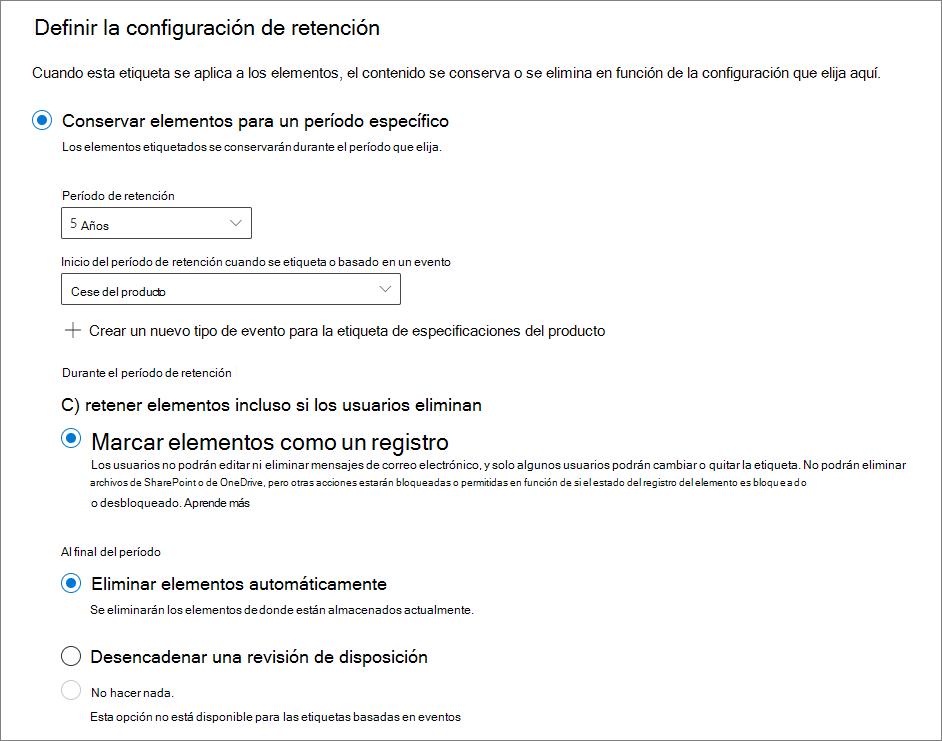 Definir la configuración de retención
Cuando esta etiqueta se aplica a los elementos, el contenido se conserva o se elimina en función de la configuración que elija aquí.
Conservar elementos para un período específico
Los elementos etiquetados se conservarán durante el período que elija.
Período de retención
5 Años
Inicio del período de retención cuando se etiqueta o basado en un evento
Cese del producto
Crear un nuevo tipo de evento para la etiqueta de especificaciones del producto
Durante el período de retención
C) retener elementos incluso si los usuarios eliminan
Marcar elementos como un registro
Los usuarios no podrán editar ni eliminar mensajes de correo electrónico, y solo algunos usuarios podrán cambiar o quitar la etiqueta. No podrán eliminar
archivos de SharePoint o de OneDrive, pero otras acciones estarán bloqueadas o permitidas en función de si el estado del registro del elemento es bloqueado
o desbloqueado. Aprende más
Al final del período
Eliminar elementos automáticamente
Se eliminarán los elementos de donde están almacenados actualmente.
Desencadenar una revisión de disposición
No hacer nada.
Esta opción no está disponible para las etiquetas basadas en eventos